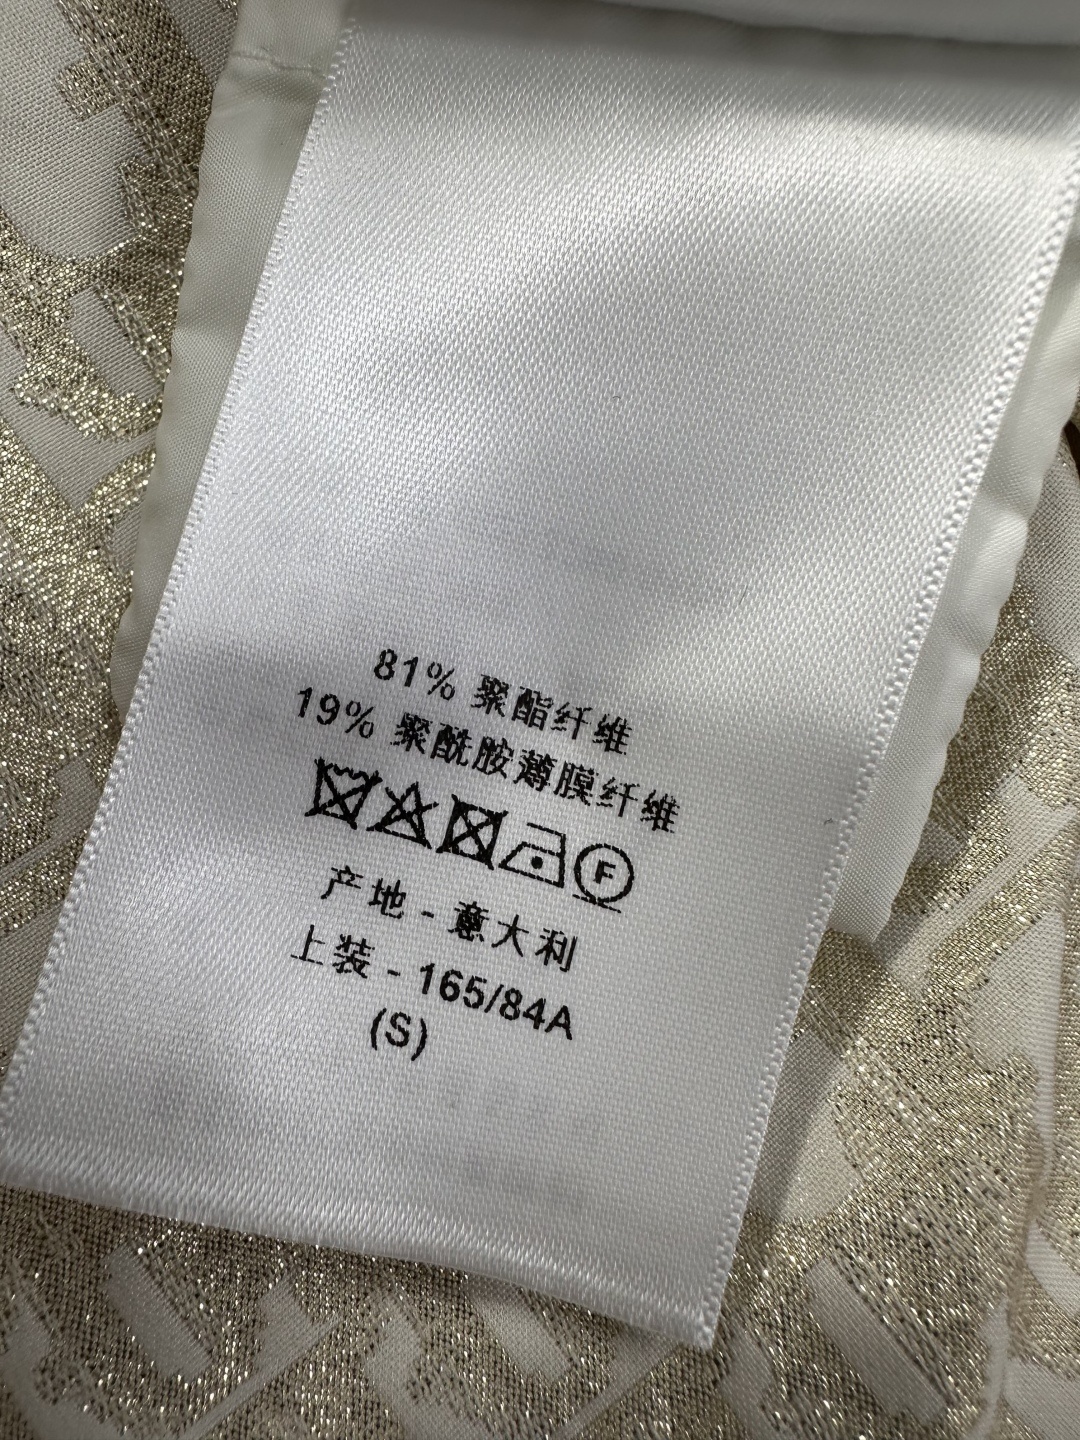 81% 聚酯纤维
19% 聚酰胺薄膜纤维
F
产地 - 意大利
上装 - 165/84A
(S)